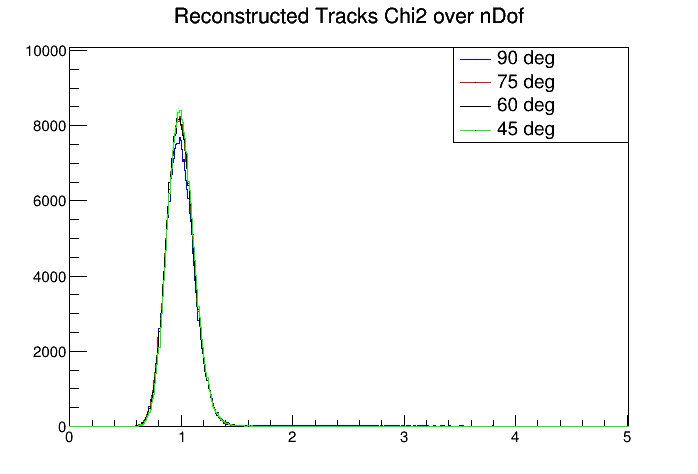 Reconstructed Tracks Chi2 over nDof
10000
8000
6000
4000
2000
0
0 1 2 3 4 5
90 deg
75 deg
60 deg
45 deg